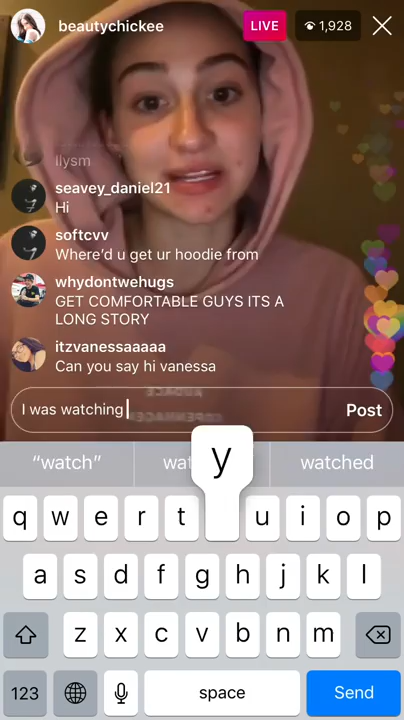 beautychickee LIVE 1,928
llysm
seavey_daniel21
Hi
softcvv
Where'd u get ur hoodie from
whydontwehugs
GET COMFORTABLE GUYS ITS A
LONG STORY
itzvanessaaaaa
Can you say hi vanessa
I was watching Post
“watch” watched
y
q w e r t u i o p
a s d f g h j k l
z x c v b n m
123 space Send